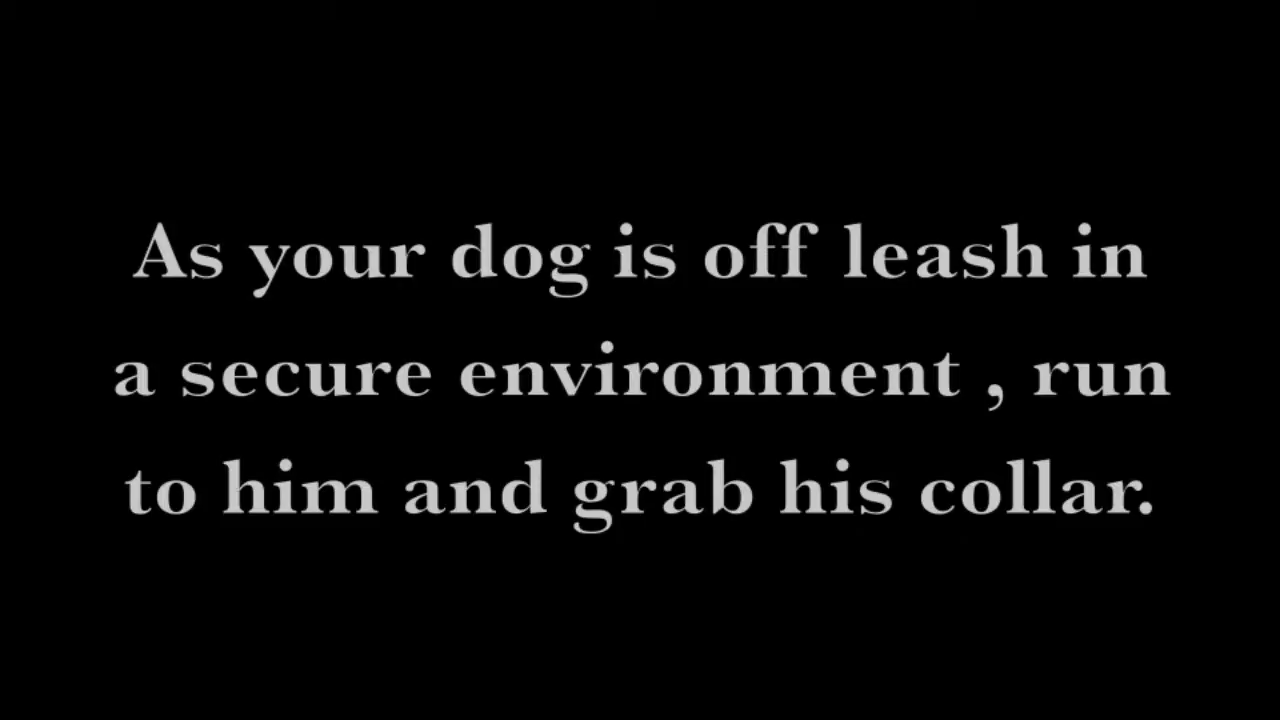 As your dog is off leash in
a secure environment , run
to him and grab his collar.